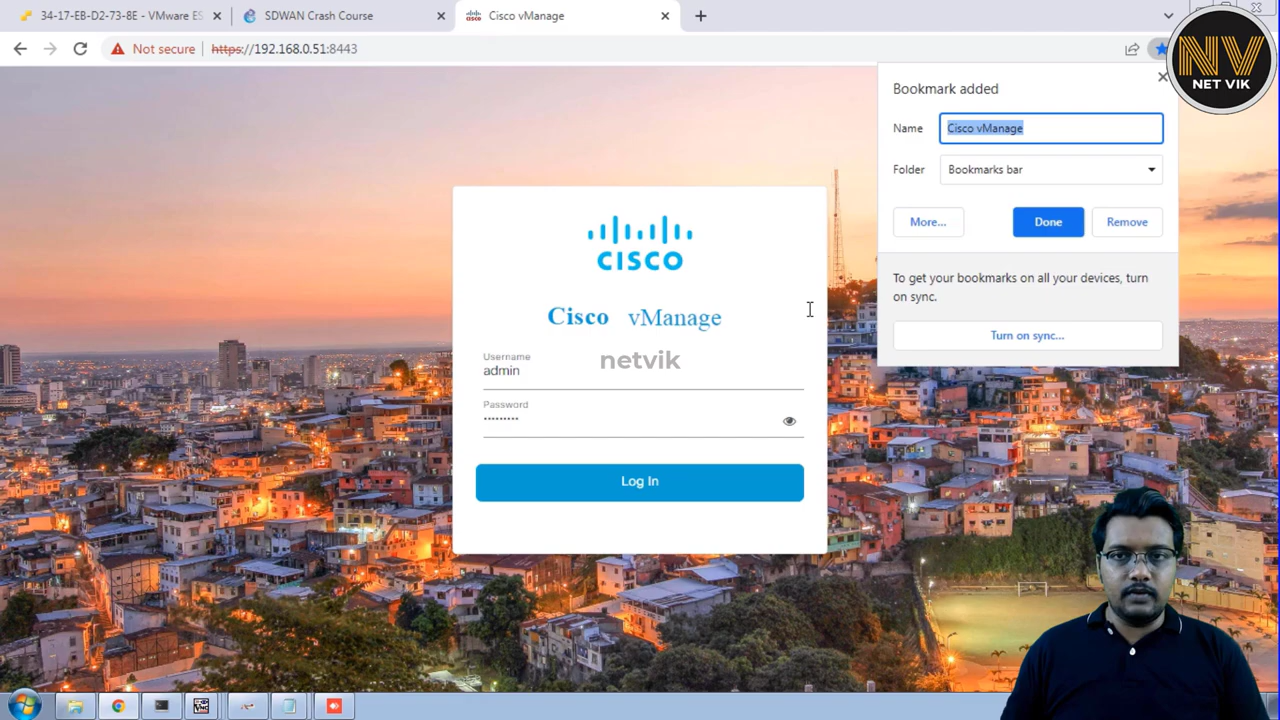 34-17-EB-D2-73-8E - VMware ES
SDWAN Crash Course
Cisco vManage
Not secure
https://192.168.0.51:8443
NV
NET VIK
Bookmark added
Name
Cisco vManage
Folder
Bookmarks bar
More...
Done
Remove
To get your bookmarks on all your devices, turn
on sync.
Turn on sync...
CISCO
Cisco vManage
netvik
Username
admin
Password
Log In